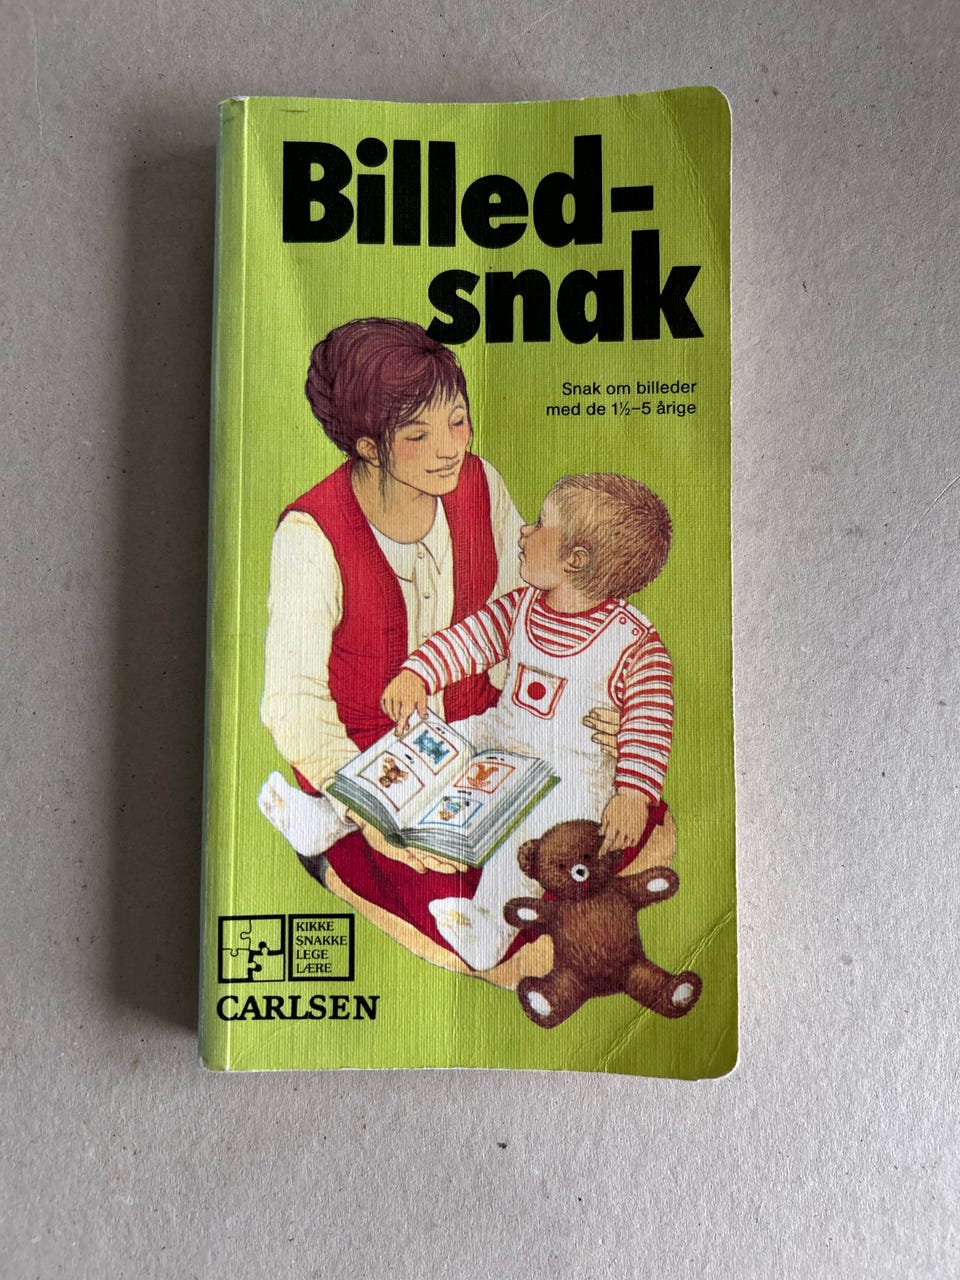 Billed-
snak
Snak om billeder
med de 1½–5 årige
KIKKE
SNAKKE
LEGE
LÆRE
CARLSEN